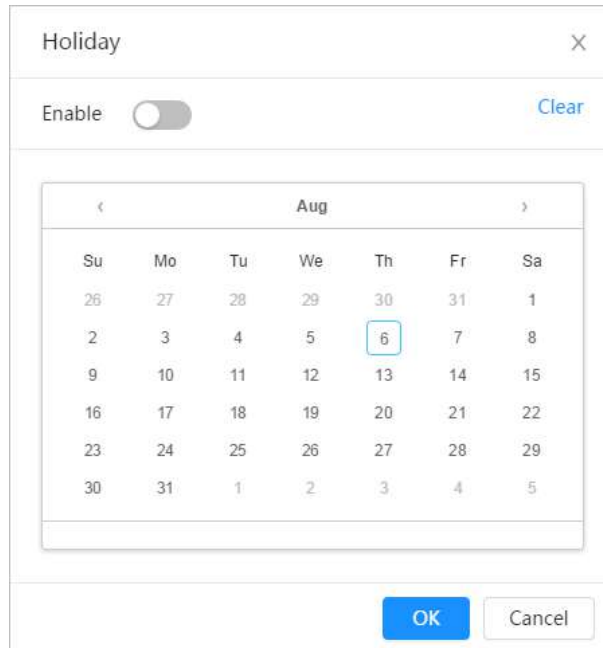 Holiday ×
Enable Clear
‹ Aug ›
Su Mo Tu We Th Fr Sa
26 27 28 29 30 31 1
2 3 4 5 6 7 8
9 10 11 12 13 14 15
16 17 18 19 20 21 22
23 24 25 26 27 28 29
30 31 1 2 3 4 5
OK Cancel